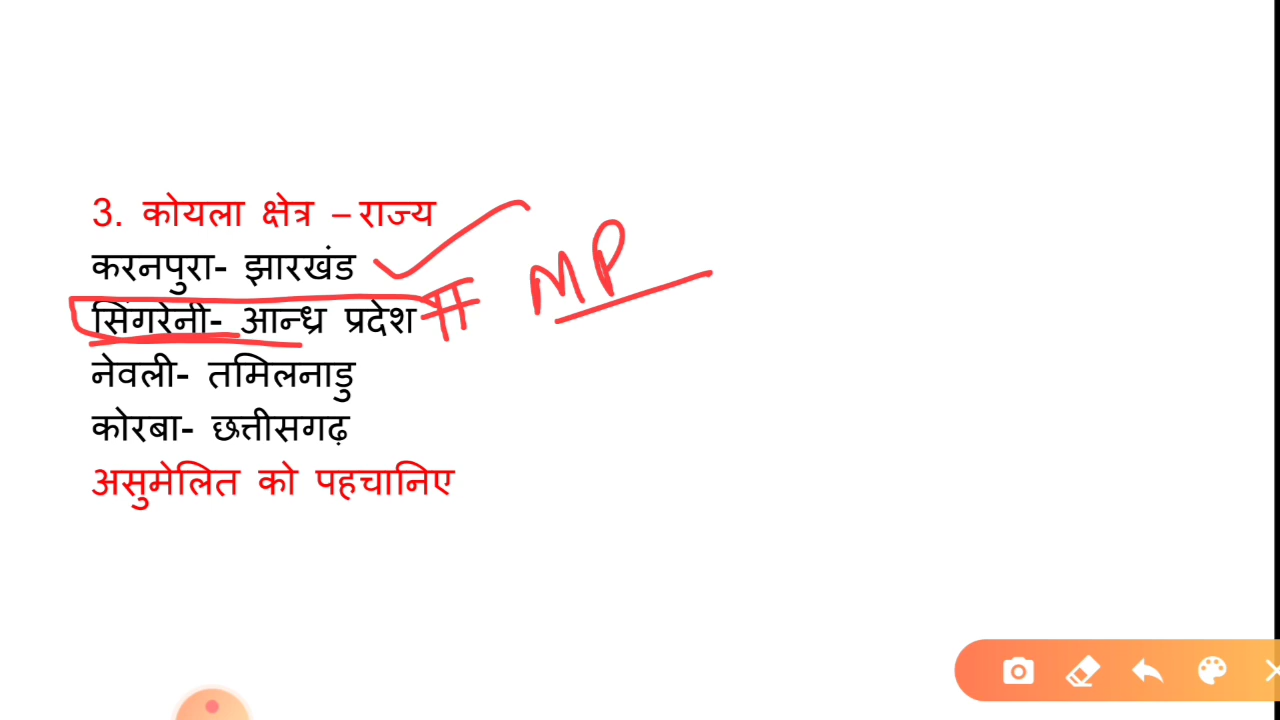 3. कोयला क्षेत्र – राज्य
करनपुरा- झारखंड
सिंगरेनी- आन्ध्र प्रदेश # MP
नेवली- तमिलनाडु
कोरबा- छत्तीसगढ़
असुमेलित को पहचानिए